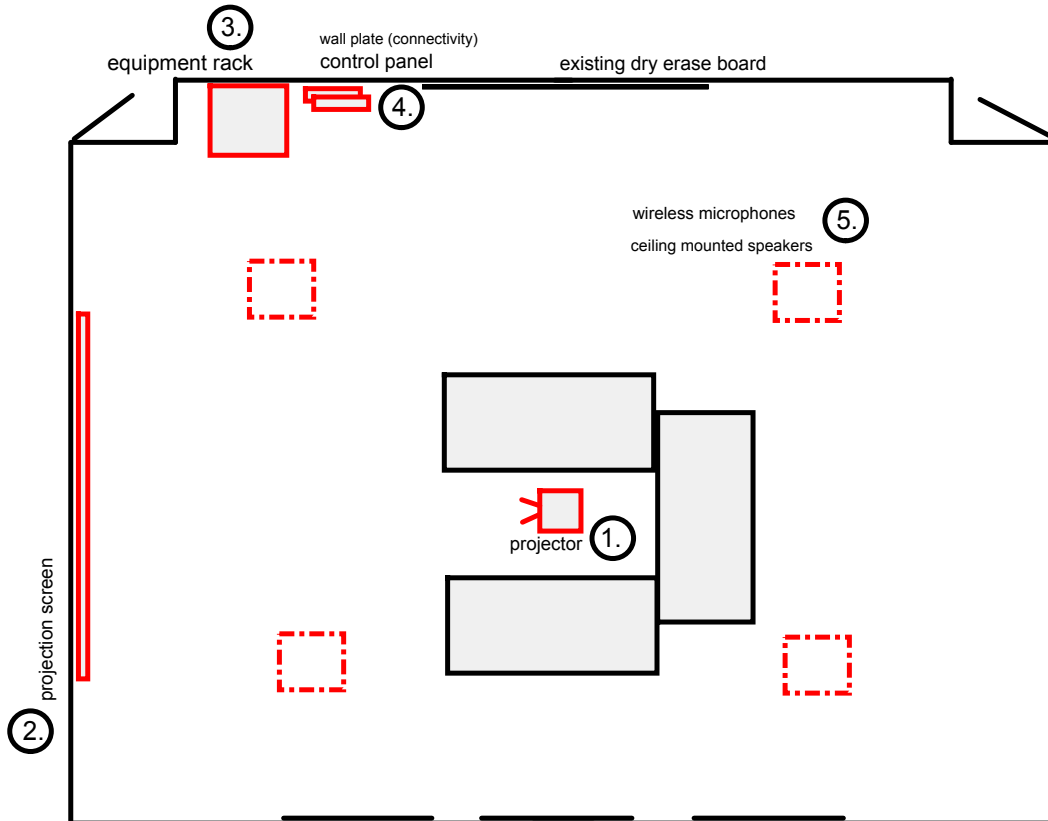 3.
wall plate (connectivity)
equipment rack
control panel
existing dry erase board
4.
wireless microphones
5.
ceiling mounted speakers
projector
1.
projection screen
2.